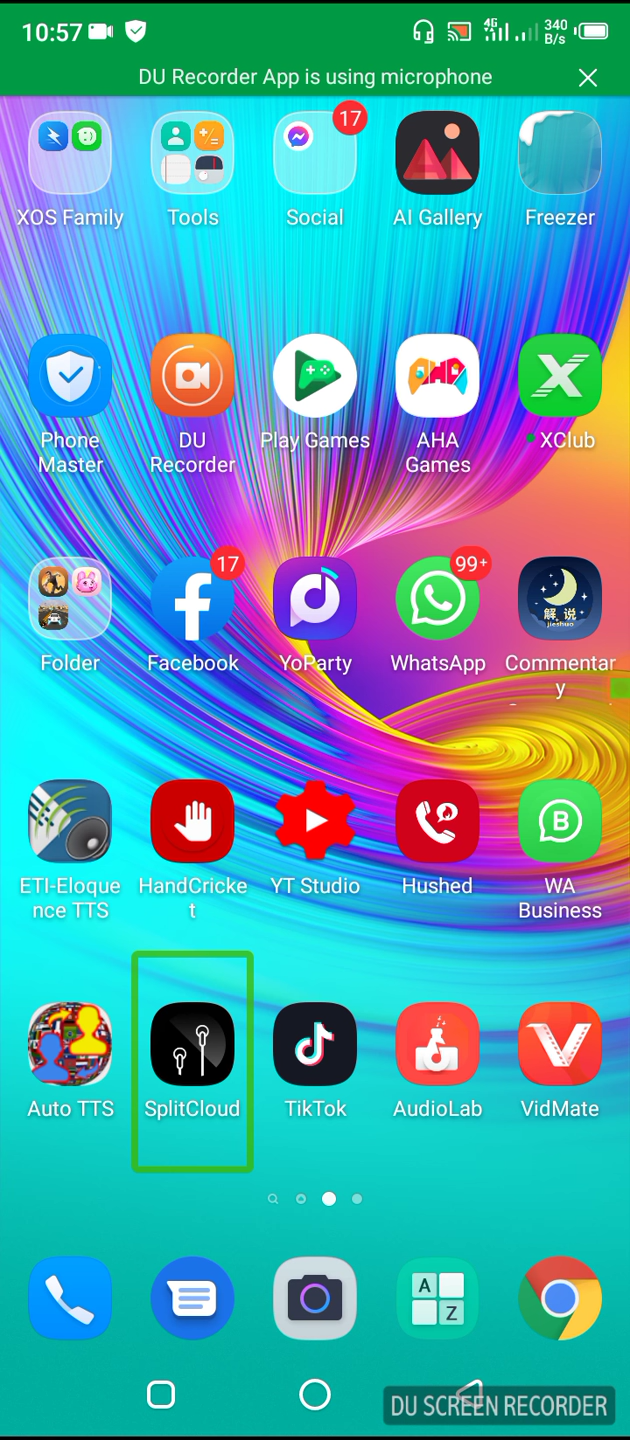 10:57
4G
340
B/s
DU Recorder App is using microphone
17
XOS Family
Tools
Social
AI Gallery
Freezer
Phone
Master
DU
Recorder
Play Games
AHA
Games
XClub
17
99+
解说
jieshuo
Folder
Facebook
YoParty
WhatsApp
Commentar
y
B
ETI-Eloque
nce TTS
HandCricke
t
YT Studio
Hushed
WA
Business
Auto TTS
SplitCloud
TikTok
AudioLab
VidMate
A
Z
DU SCREEN RECORDER